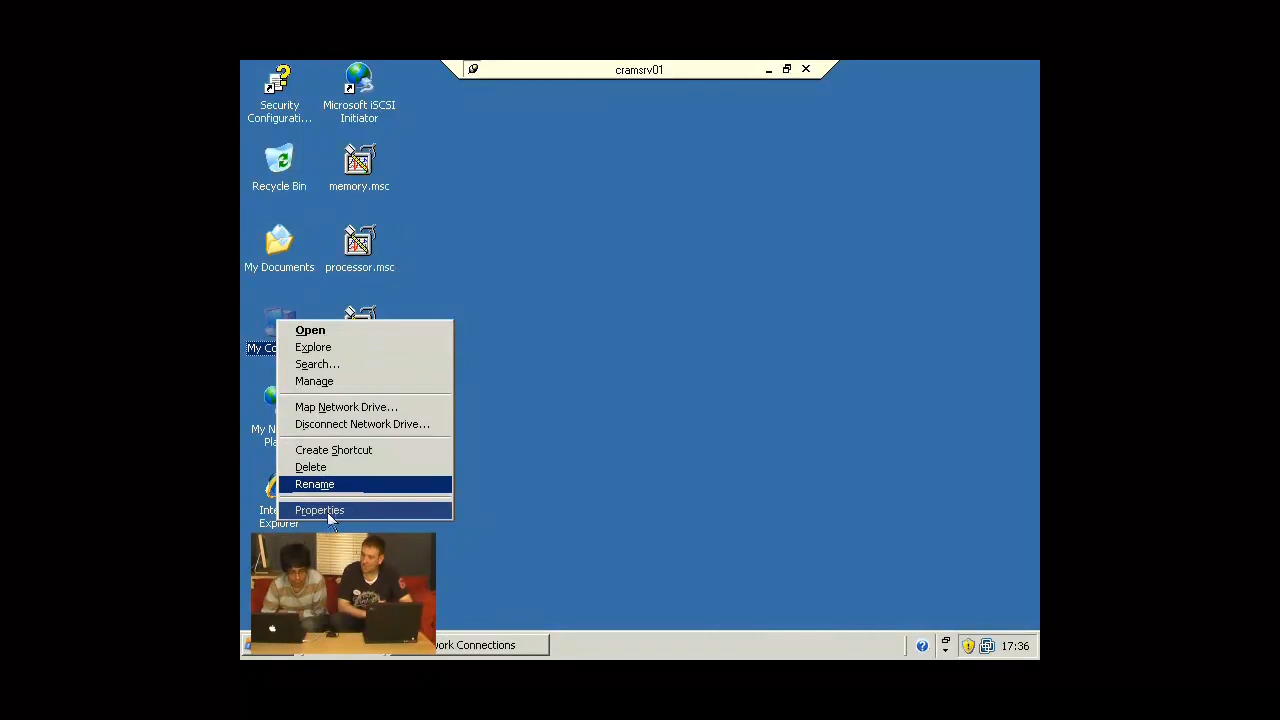 cramsrv01
Security
Configurati...
Microsoft iSCSI
Initiator
Recycle Bin
memory.msc
My Documents
processor.msc
My Co
Open
Explore
Search...
Manage
Map Network Drive...
Disconnect Network Drive...
Create Shortcut
Delete
Rename
Properties
My N
Pla
Inte
Explorer
ork Connections
17:36